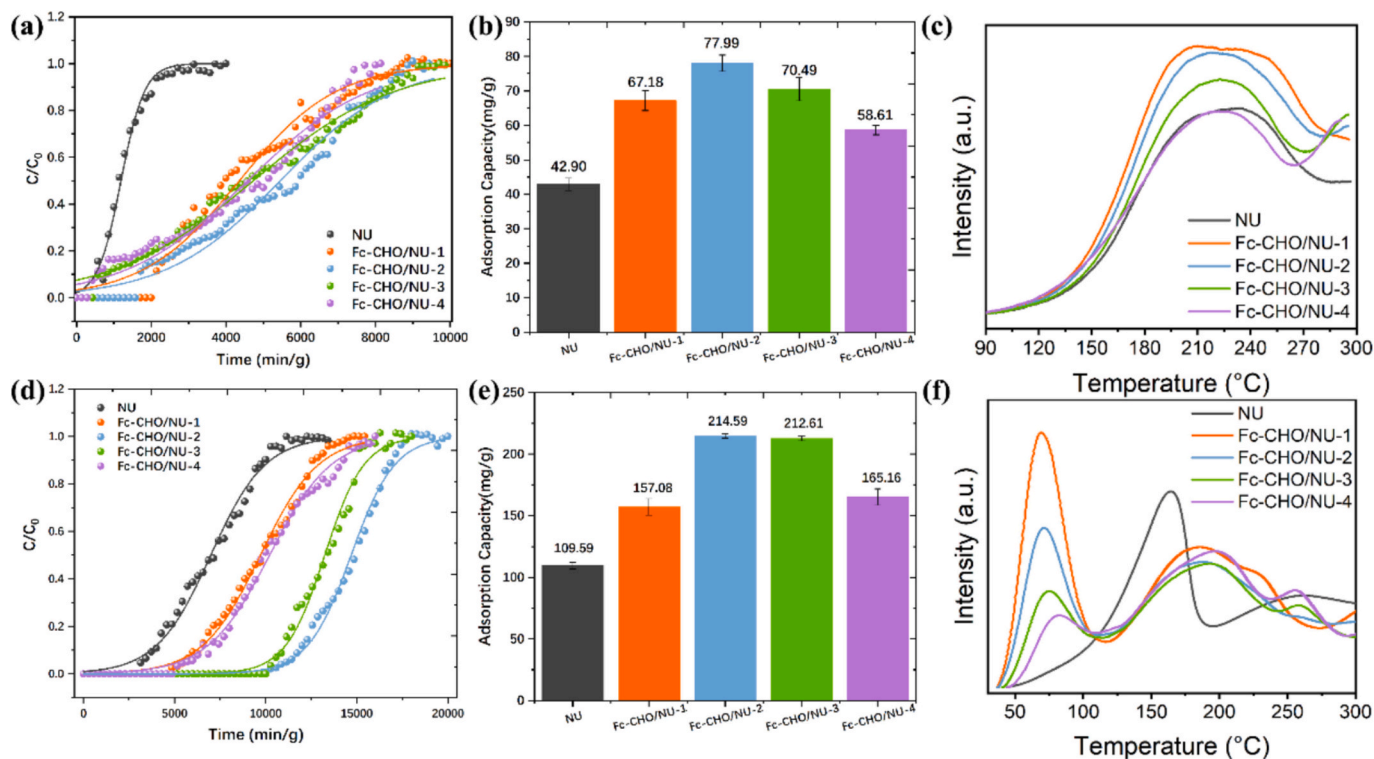 (a)
1.2
1.0
0.8
0.6
0.4
0.2
0.0
C/C0
NU
Fc-CHO/NU-1
Fc-CHO/NU-2
Fc-CHO/NU-3
Fc-CHO/NU-4
0 2000 4000 6000 8000 10000
Time (min/g)
(b)
90
80
70
60
50
40
30
20
10
0
Adsorption Capacity(mg/g)
42.90
67.18
77.99
70.49
58.61
NU Fc-CHO/NU-1 Fc-CHO/NU-2 Fc-CHO/NU-3 Fc-CHO/NU-4
(c)
Intensity (a.u.)
NU
Fc-CHO/NU-1
Fc-CHO/NU-2
Fc-CHO/NU-3
Fc-CHO/NU-4
90 120 150 180 210 240 270 300
Temperature (°C)
(d)
1.2
1.0
0.8
0.6
0.4
0.2
0.0
C/C0
NU
Fc-CHO/NU-1
Fc-CHO/NU-2
Fc-CHO/NU-3
Fc-CHO/NU-4
0 5000 10000 15000 20000
Time (min/g)
(e)
250
200
150
100
50
0
Adsorption Capacity(mg/g)
109.59
157.08
214.59
212.61
165.16
NU Fc-CHO/NU-1 Fc-CHO/NU-2 Fc-CHO/NU-3 Fc-CHO/NU-4
(f)
Intensity (a.u.)
NU
Fc-CHO/NU-1
Fc-CHO/NU-2
Fc-CHO/NU-3
Fc-CHO/NU-4
50 100 150 200 250 300
Temperature (°C)